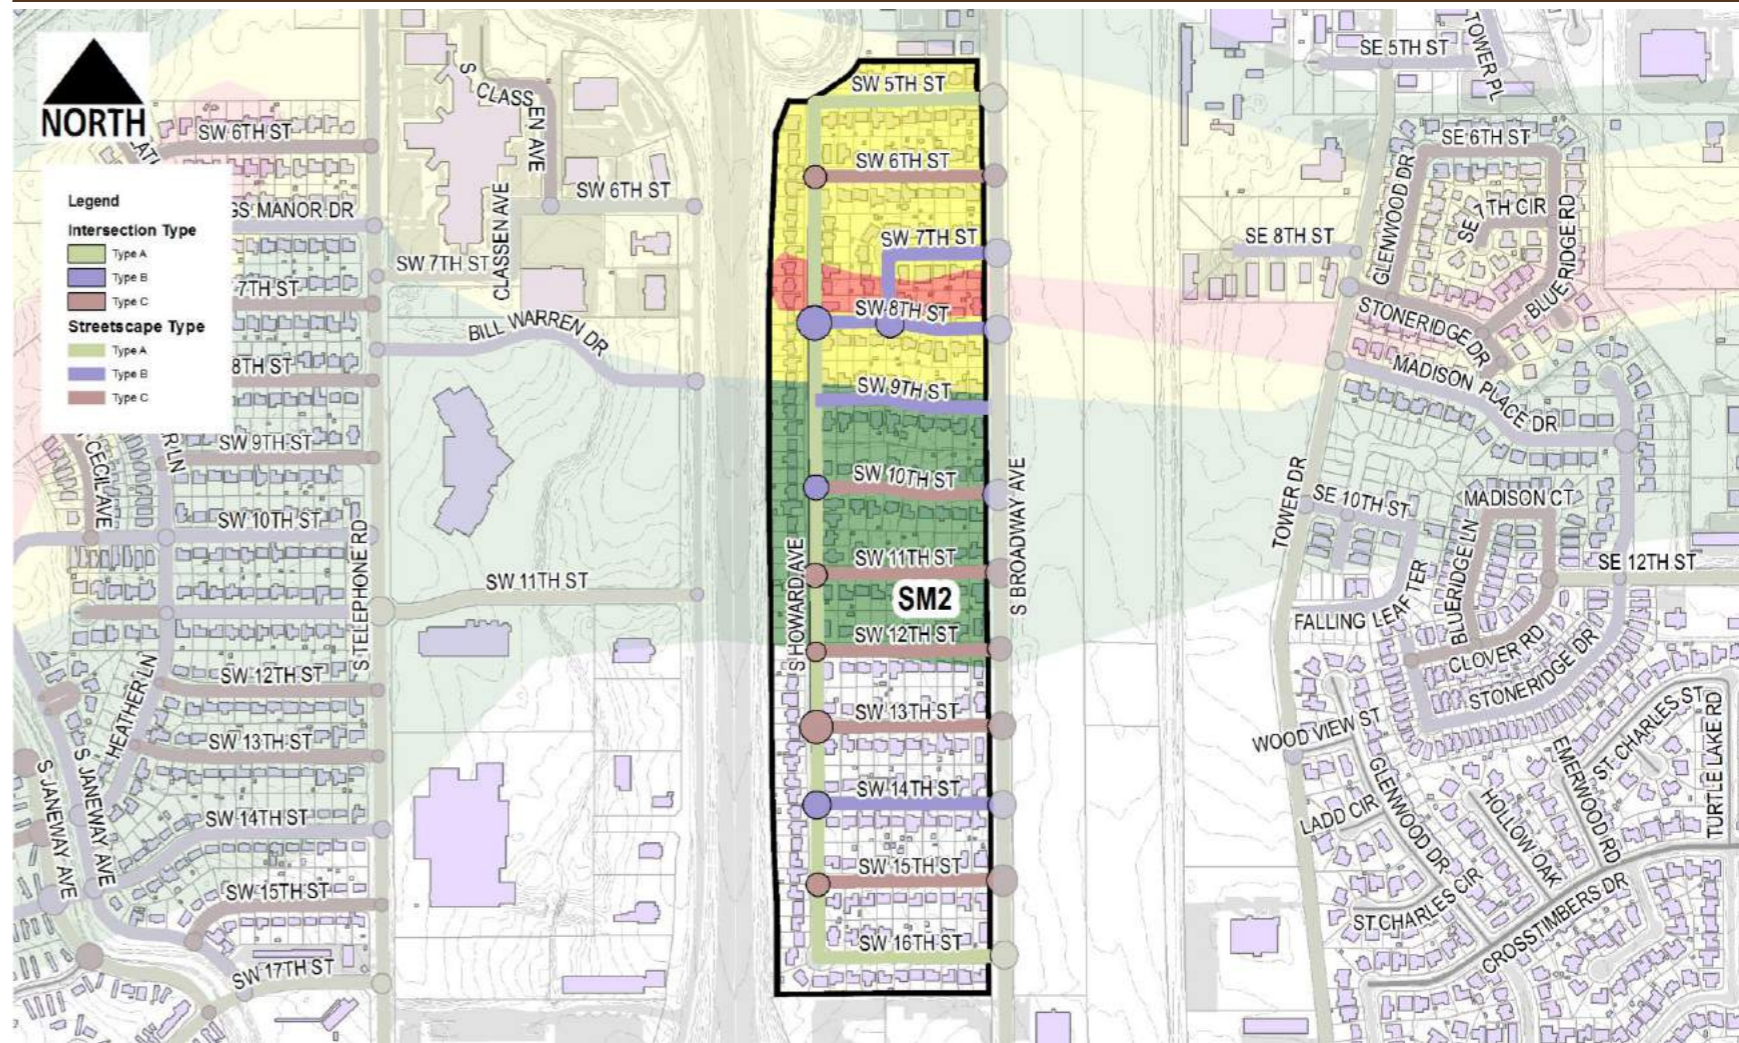 NORTH
Legend
Intersection Type
Type A
Type B
Type C
Streetscape Type
Type A
Type B
Type C
SW 6TH ST
GS MANOR DR
7TH ST
8TH ST
SW 9TH ST
SW 10TH ST
SW 12TH ST
SW 13TH ST
SW 14TH ST
SW 15TH ST
SW 17TH ST
CECIL AVE
R LN
HEATHER LN
S JANEWAY AVE
S JANEWAY AVE
S TELEPHONE RD
S CLASS
EN AVE
CLASSEN AVE
SW 6TH ST
SW 7TH ST
BILL WARREN DR
SW 11TH ST
SW 5TH ST
SW 6TH ST
SW 7TH ST
SW 8TH ST
SW 9TH ST
SW 10TH ST
SW 11TH ST
SM2
SW 12TH ST
SW 13TH ST
SW 14TH ST
SW 15TH ST
SW 16TH ST
S HOWARD AVE
S BROADWAY AVE
SE 5TH ST
TOWER PL
SE 6TH ST
GLENWOOD DR
SE 7TH CIR
BLUERIDGE RD
SE 8TH ST
STONERIDGE DR
MADISON PLACE DR
TOWER DR
SE 10TH ST
MADISON CT
BLUERIDGE LN
SE 12TH ST
FALLING LEAF TER
CLOVER RD
STONERIDGE DR
WOOD VIEW ST
GLENWOOD DR
LADD CIR
ST CHARLES CIR
HOLLOW OAK
EMERWOOD RD
ST CHARLES ST
TURTLE LAKE RD
CROSSTIMBERS DR